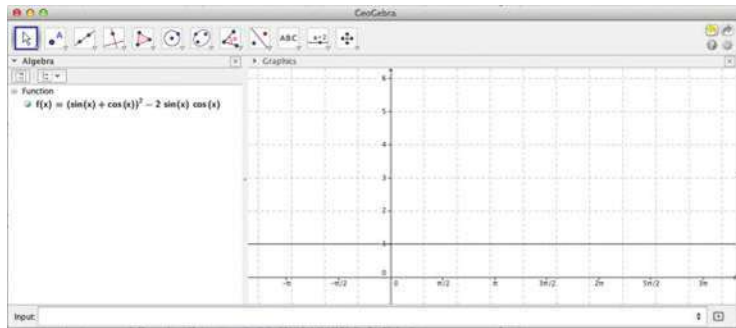 GeoGebra
A
ABC
a=2
Algebra
Graphics
Function
f(x) = (sin(x) + cos(x))² − 2 sin(x) cos(x)
6
5
4
3
2
1
0
-π -π/2 0 π/2 π 3π/2 2π 5π/2 3π
Input: